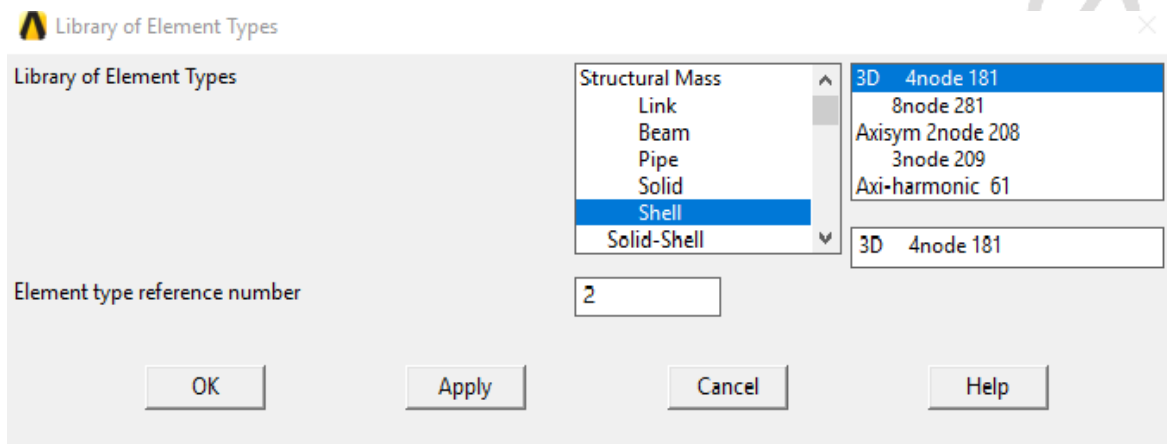 Library of Element Types
Library of Element Types
Structural Mass
Link
Beam
Pipe
Solid
Shell
Solid-Shell
3D 4node 181
8node 281
Axisym 2node 208
3node 209
Axi-harmonic 61
3D 4node 181
Element type reference number
2
OK
Apply
Cancel
Help